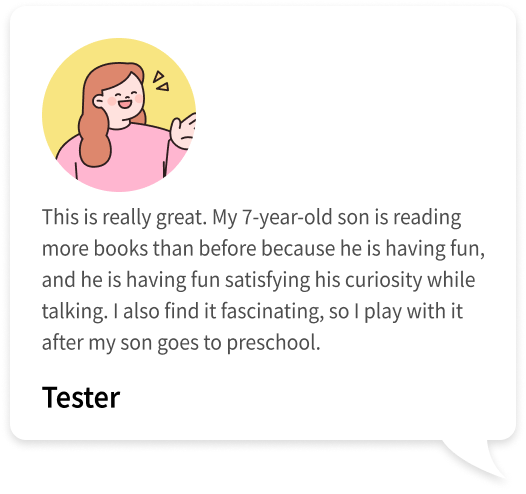 This is really great. My 7-year-old son is reading
more books than before because he is having fun,
and he is having fun satisfying his curiosity while
talking. I also find it fascinating, so I play with it
after my son goes to preschool.
Tester